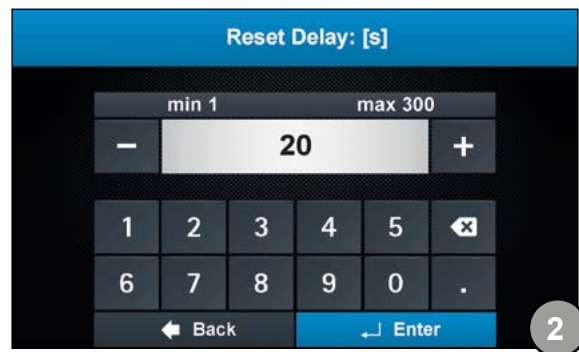 Reset Delay: [s]
min 1 max 300
− 20 +
1 2 3 4 5
6 7 8 9 0 .
Back Enter
2